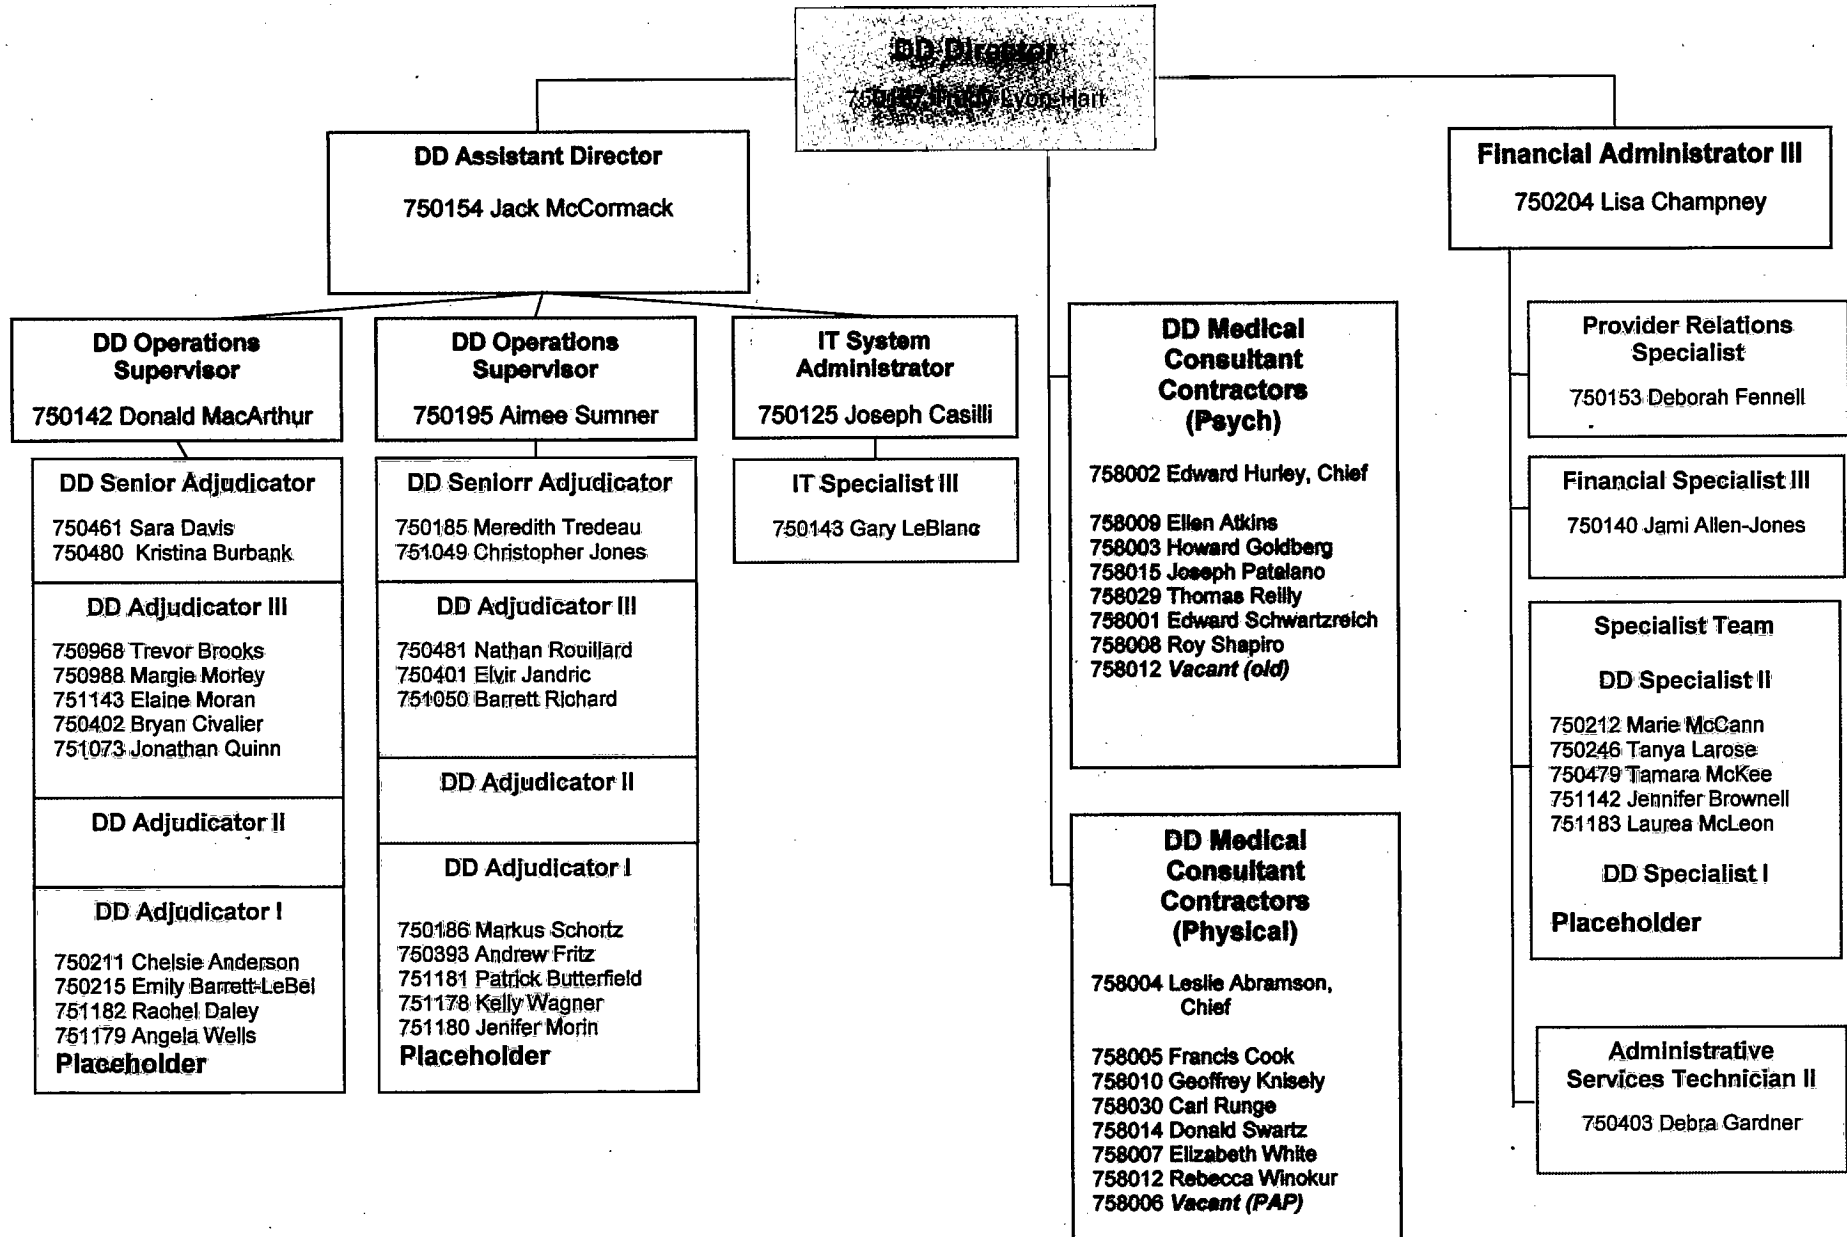 DD Director
Lyon-Hart
DD Assistant Director
750154 Jack McCormack
Financial Administrator III
750204 Lisa Champney
DD Operations
Supervisor
750142 Donald MacArthur
DD Operations
Supervisor
750195 Aimee Sumner
IT System
Administrator
750125 Joseph Casilli
DD Senior Adjudicator
750461 Sara Davis
750480 Kristina Burbank
DD Adjudicator III
750968 Trevor Brooks
750988 Margie Morley
751143 Elaine Moran
750402 Bryan Civalier
751073 Jonathan Quinn
DD Adjudicator II
DD Adjudicator I
750211 Chelsie Anderson
750215 Emily Barrett-LeBel
751182 Rachel Daley
751179 Angela Wells
Placeholder
DD Seniorr Adjudicator
750185 Meredith Tredeau
751049 Christopher Jones
DD Adjudicator III
750481 Nathan Rouillard
750401 Elvir Jandric
751050 Barrett Richard
DD Adjudicator II
DD Adjudicator I
750186 Markus Schortz
750393 Andrew Fritz
751181 Patrick Butterfield
751178 Kelly Wagner
751180 Jenifer Morin
Placeholder
IT Specialist III
750143 Gary LeBlanc
DD Medical
Consultant
Contractors
(Psych)
758002 Edward Hurley, Chief
758009 Ellen Atkins
758003 Howard Goldberg
758015 Joseph Patalano
758029 Thomas Reilly
758001 Edward Schwartzreich
758008 Roy Shapiro
758012 Vacant (old)
DD Medical
Consultant
Contractors
(Physical)
758004 Leslie Abramson,
Chief
758005 Francis Cook
758010 Geoffrey Knisely
758030 Carl Runge
758014 Donald Swartz
758007 Elizabeth White
758012 Rebecca Winokur
758006 Vacant (PAP)
Provider Relations
Specialist
750153 Deborah Fennell
Financial Specialist III
750140 Jami Allen-Jones
Specialist Team
DD Specialist II
750212 Marie McCann
750246 Tanya Larose
750479 Tamara McKee
751142 Jennifer Brownell
751183 Laurea McLeon
DD Specialist I
Placeholder
Administrative
Services Technician II
750403 Debra Gardner